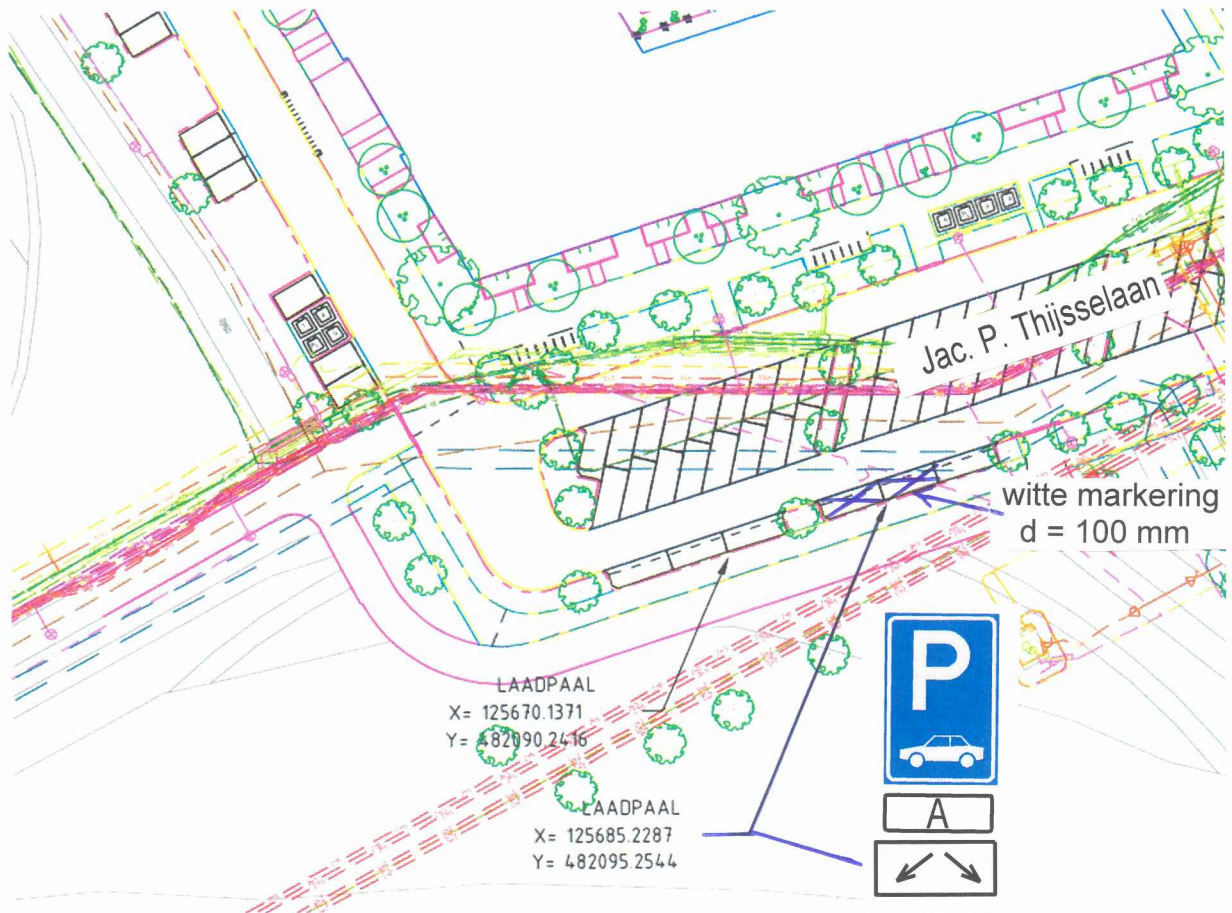 Jac. P. Thijsselaan
witte markering
d = 100 mm
P
A
LAADPAAL
X= 125670.1371
Y= 482090.2416
LAADPAAL
X= 125685.2287
Y= 482095.2544